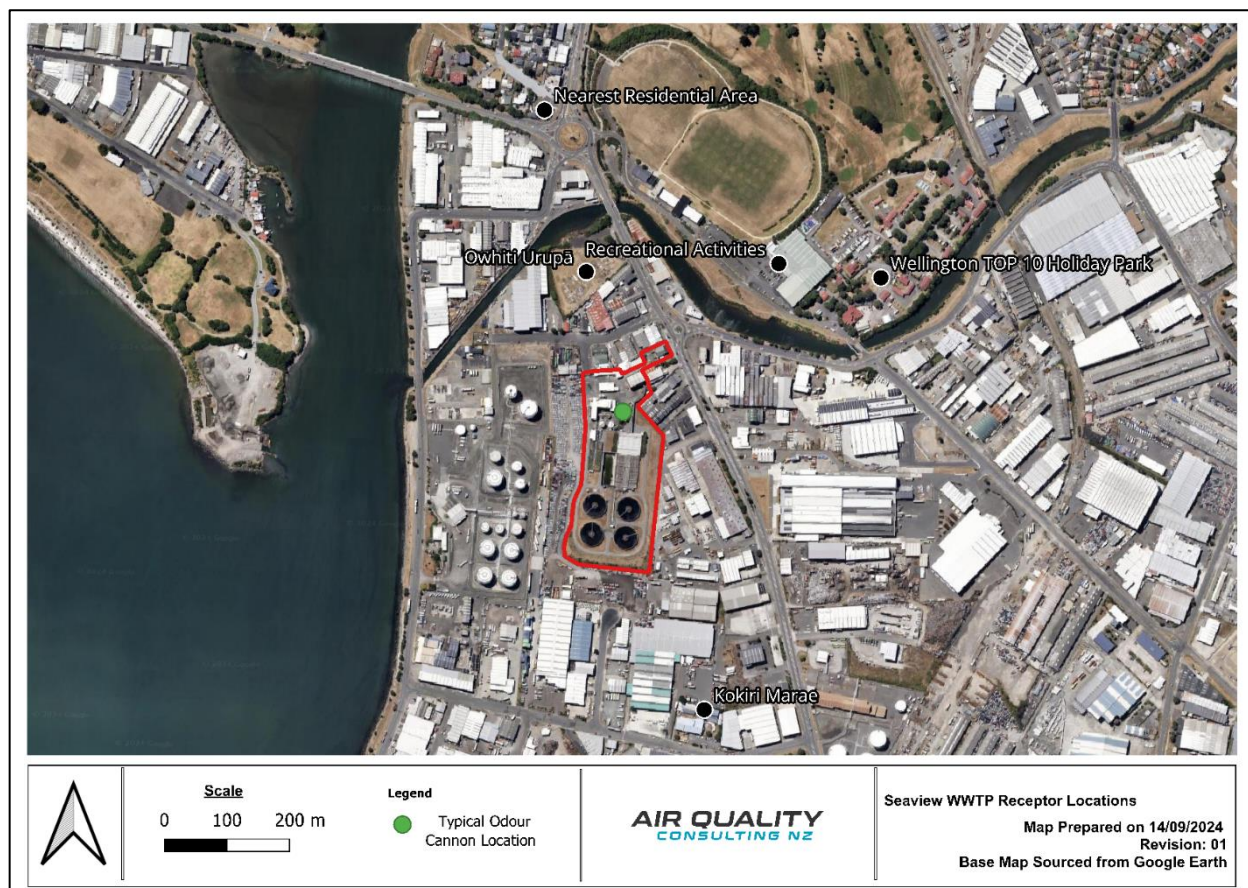 Nearest Residential Area
Owhiti Urupā
Recreational Activities
Wellington TOP 10 Holiday Park
Kokiri Marae
Scale
0 100 200 m
Legend
Typical Odour
Cannon Location
AIR QUALITY
CONSULTING NZ
Seaview WWTP Receptor Locations
Map Prepared on 14/09/2024
Revision: 01
Base Map Sourced from Google Earth